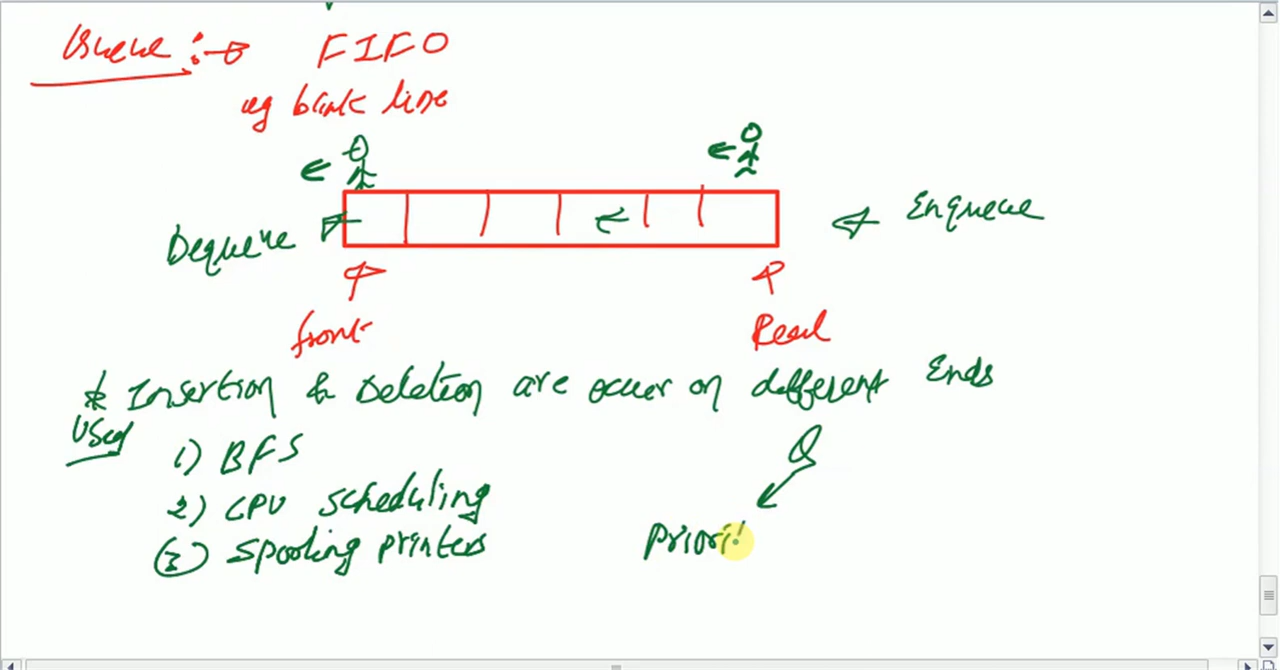 Queue :→ FIFO
eg bank line
Enqueue
Dequeue
front
Rear
* Insertion & Deletion are occur on different Ends
Used
1) BFS
Q
2) CPU scheduling
3) Spooling printers
Priori